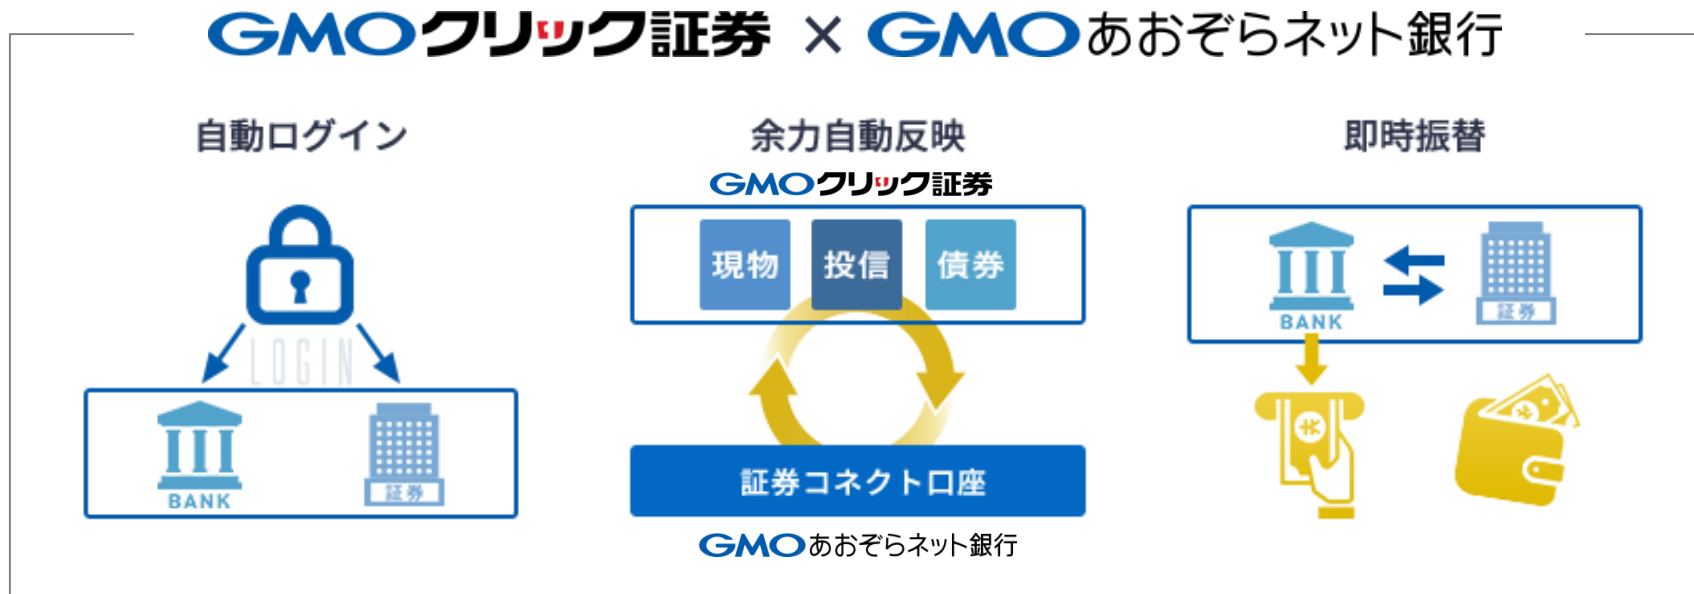 GMOクリック証券 × GMOあおぞらネット銀行
自動ログイン
LOGIN
BANK
証券
余力自動反映
GMOクリック証券
現物
投信
債券
証券コネクト口座
GMOあおぞらネット銀行
即時振替
BANK
証券